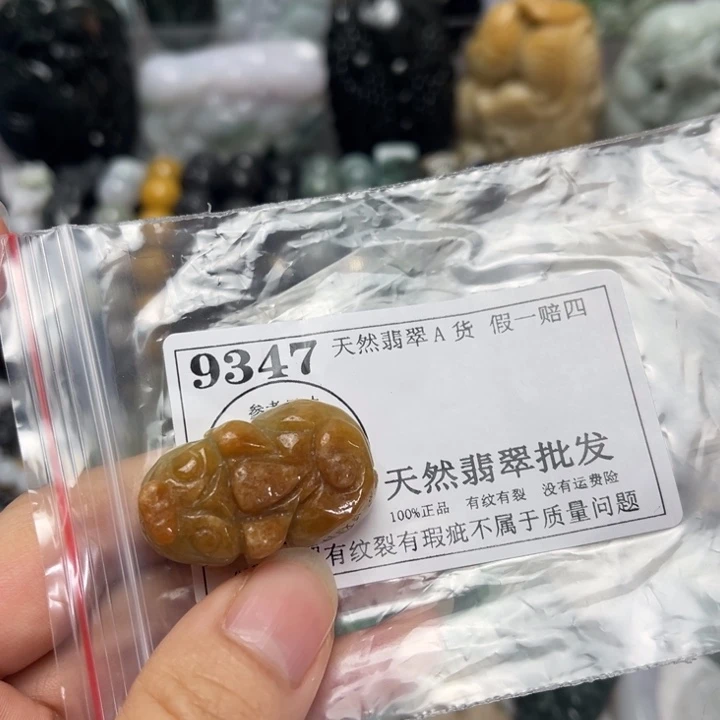 9347 天然翡翠A货 假一赔四
天然翡翠批发
100%正品 有纹有裂 没有运费险
有纹裂有瑕疵不属于质量问题